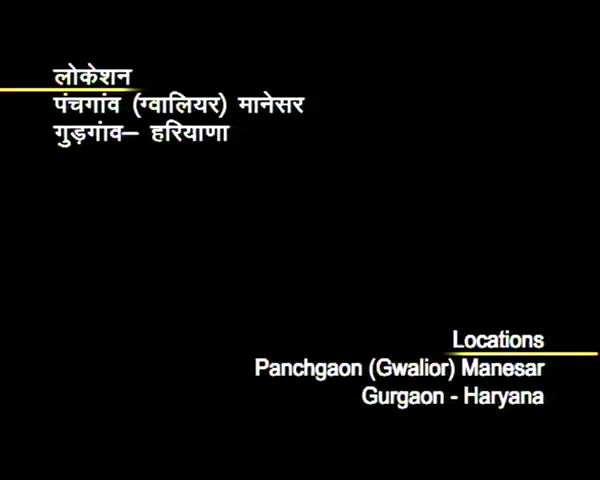 लोकेशन
पंचगांव (ग्वालियर) मानेसर
गुड़गांव– हरियाणा
Locations
Panchgaon (Gwalior) Manesar
Gurgaon - Haryana